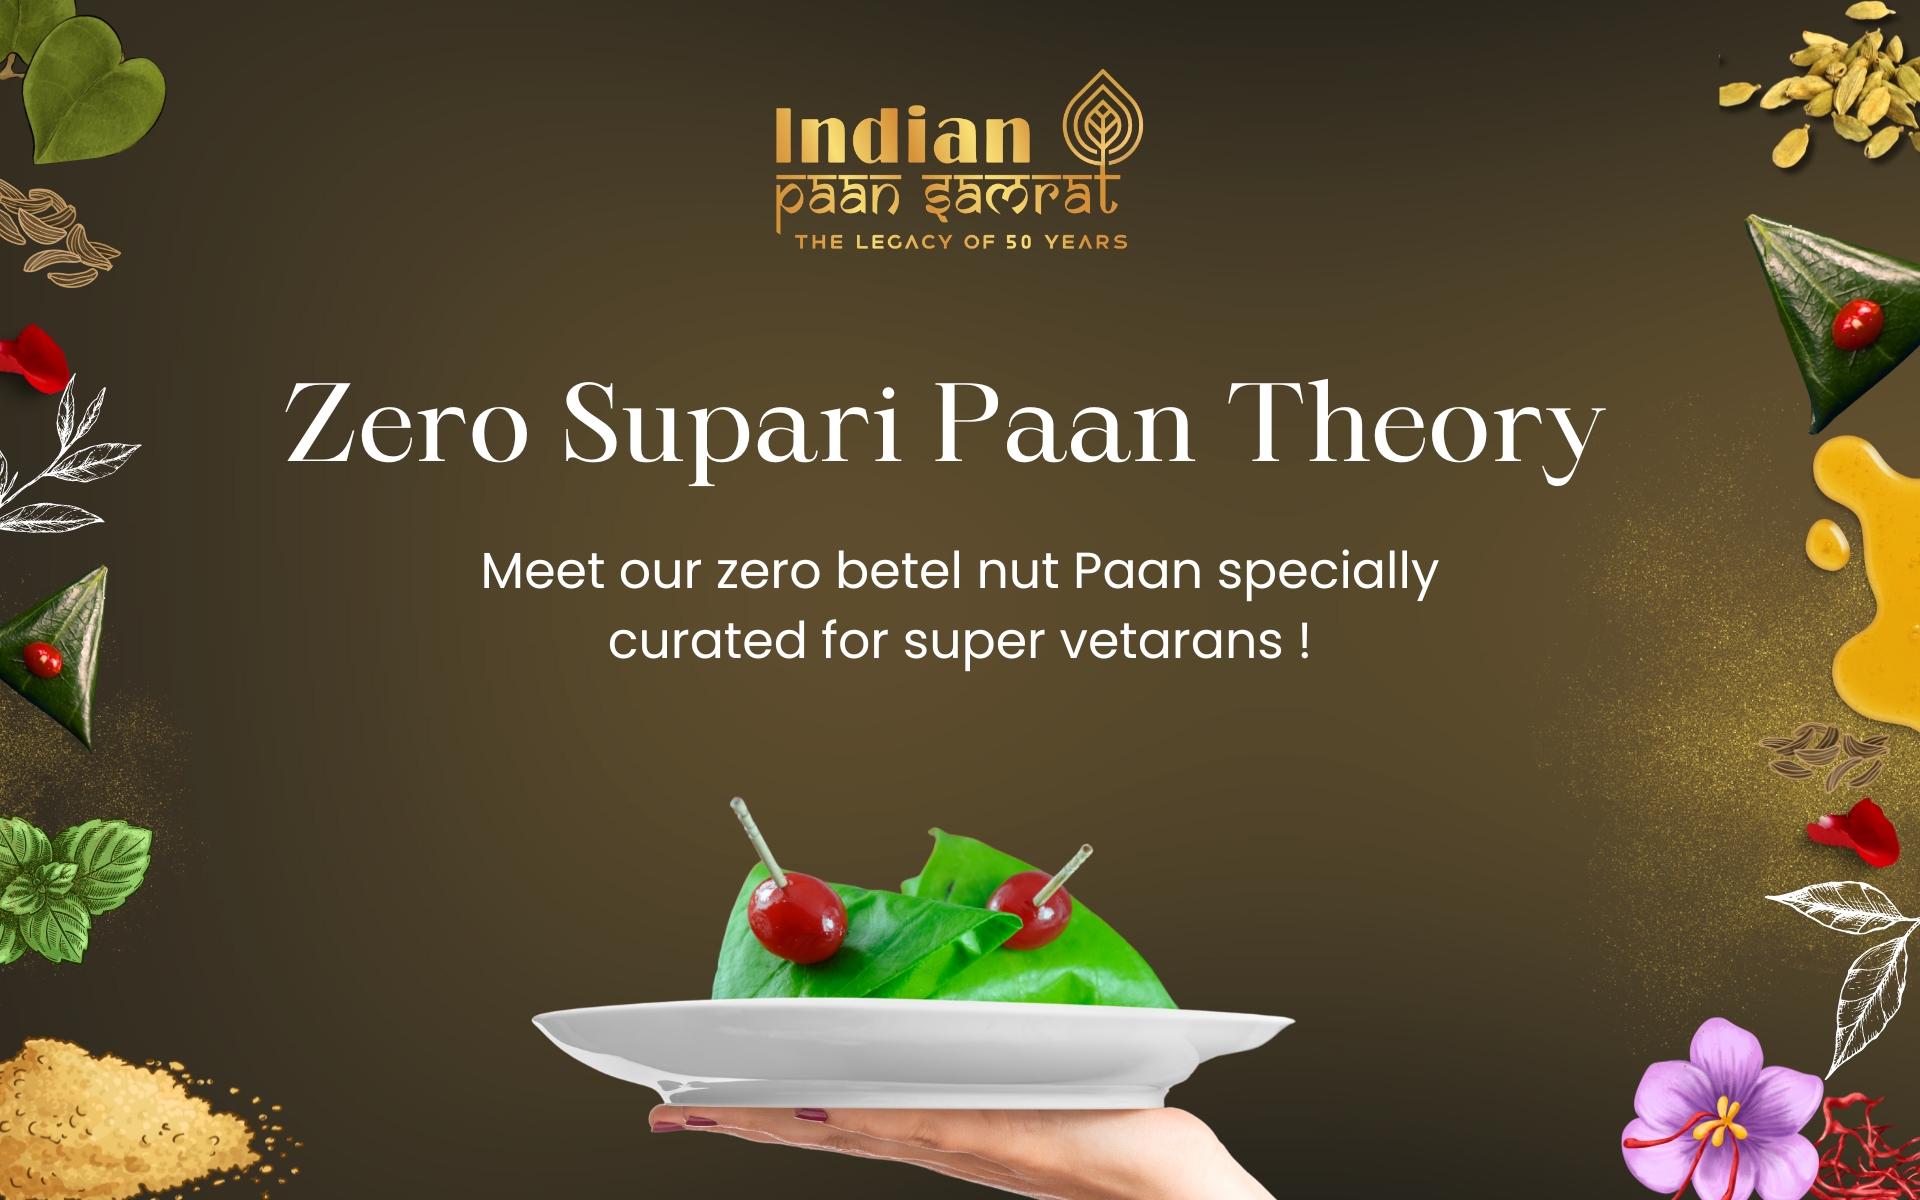 Indian
paan samrat
THE LEGACY OF 50 YEARS
Zero Supari Paan Theory
Meet our zero betel nut Paan specially
curated for super vetarans !